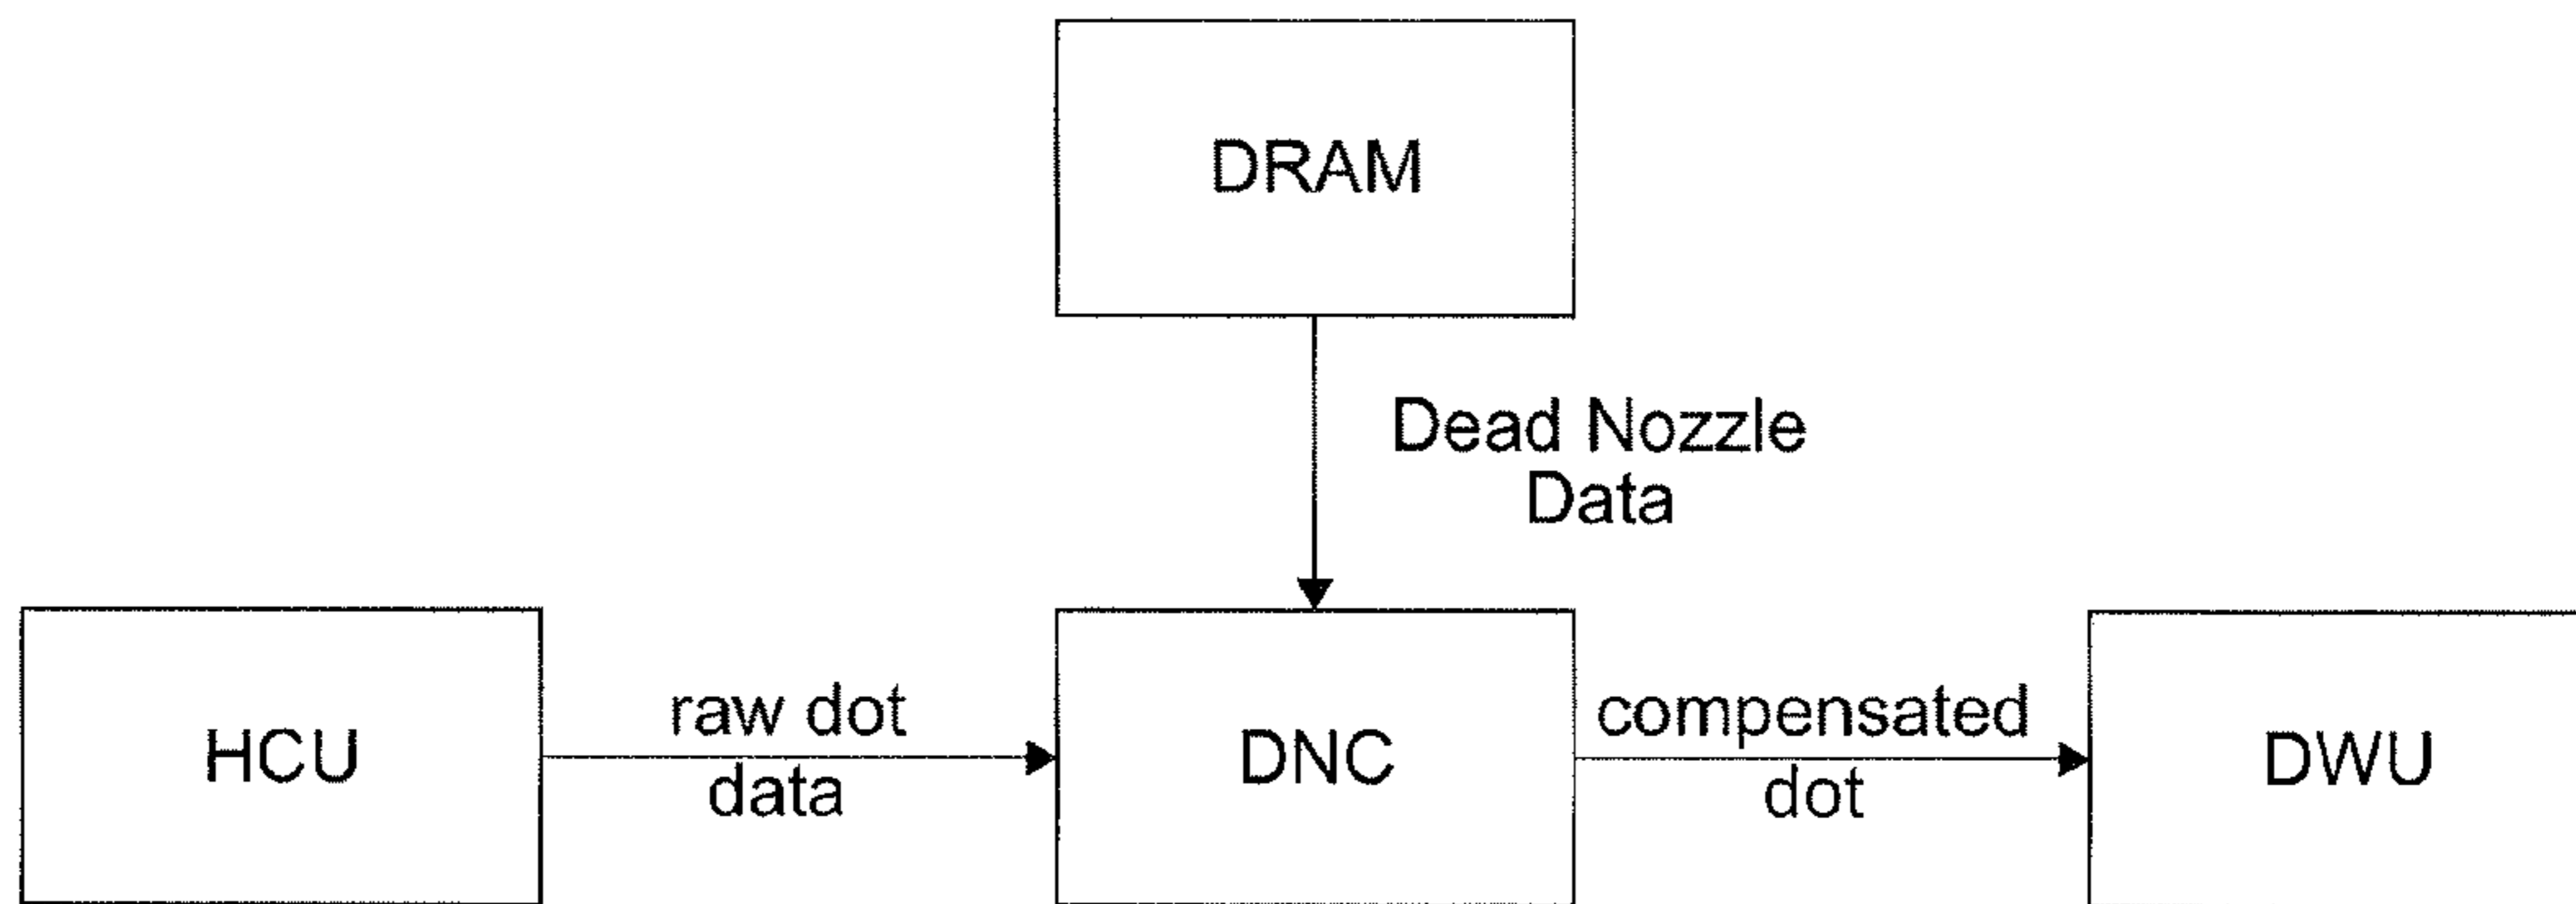 DRAM
Dead Nozzle
Data
HCU
raw dot
data
DNC
compensated
dot
DWU